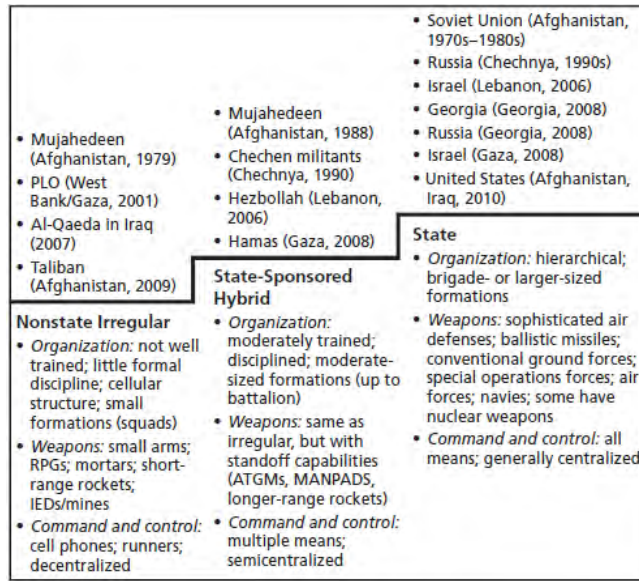 • Mujahedeen
(Afghanistan, 1979)
• PLO (West
Bank/Gaza, 2001)
• Al-Qaeda in Iraq
(2007)
• Taliban
(Afghanistan, 2009)
Nonstate Irregular
• Organization: not well
trained; little formal
discipline; cellular
structure; small
formations (squads)
• Weapons: small arms;
RPGs; mortars; short-
range rockets;
IEDs/mines
• Command and control:
cell phones; runners;
decentralized
• Mujahedeen
(Afghanistan, 1988)
• Chechen militants
(Chechnya, 1990)
• Hezbollah (Lebanon,
2006)
• Hamas (Gaza, 2008)
State-Sponsored
Hybrid
• Organization:
moderately trained;
disciplined; moderate-
sized formations (up to
battalion)
• Weapons: same as
irregular, but with
standoff capabilities
(ATGMs, MANPADS,
longer-range rockets)
• Command and control:
multiple means;
semicentralized
• Soviet Union (Afghanistan,
1970s–1980s)
• Russia (Chechnya, 1990s)
• Israel (Lebanon, 2006)
• Georgia (Georgia, 2008)
• Russia (Georgia, 2008)
• Israel (Gaza, 2008)
• United States (Afghanistan,
Iraq, 2010)
State
• Organization: hierarchical;
brigade- or larger-sized
formations
• Weapons: sophisticated air
defenses; ballistic missiles;
conventional ground forces;
special operations forces; air
forces; navies; some have
nuclear weapons
• Command and control: all
means; generally centralized